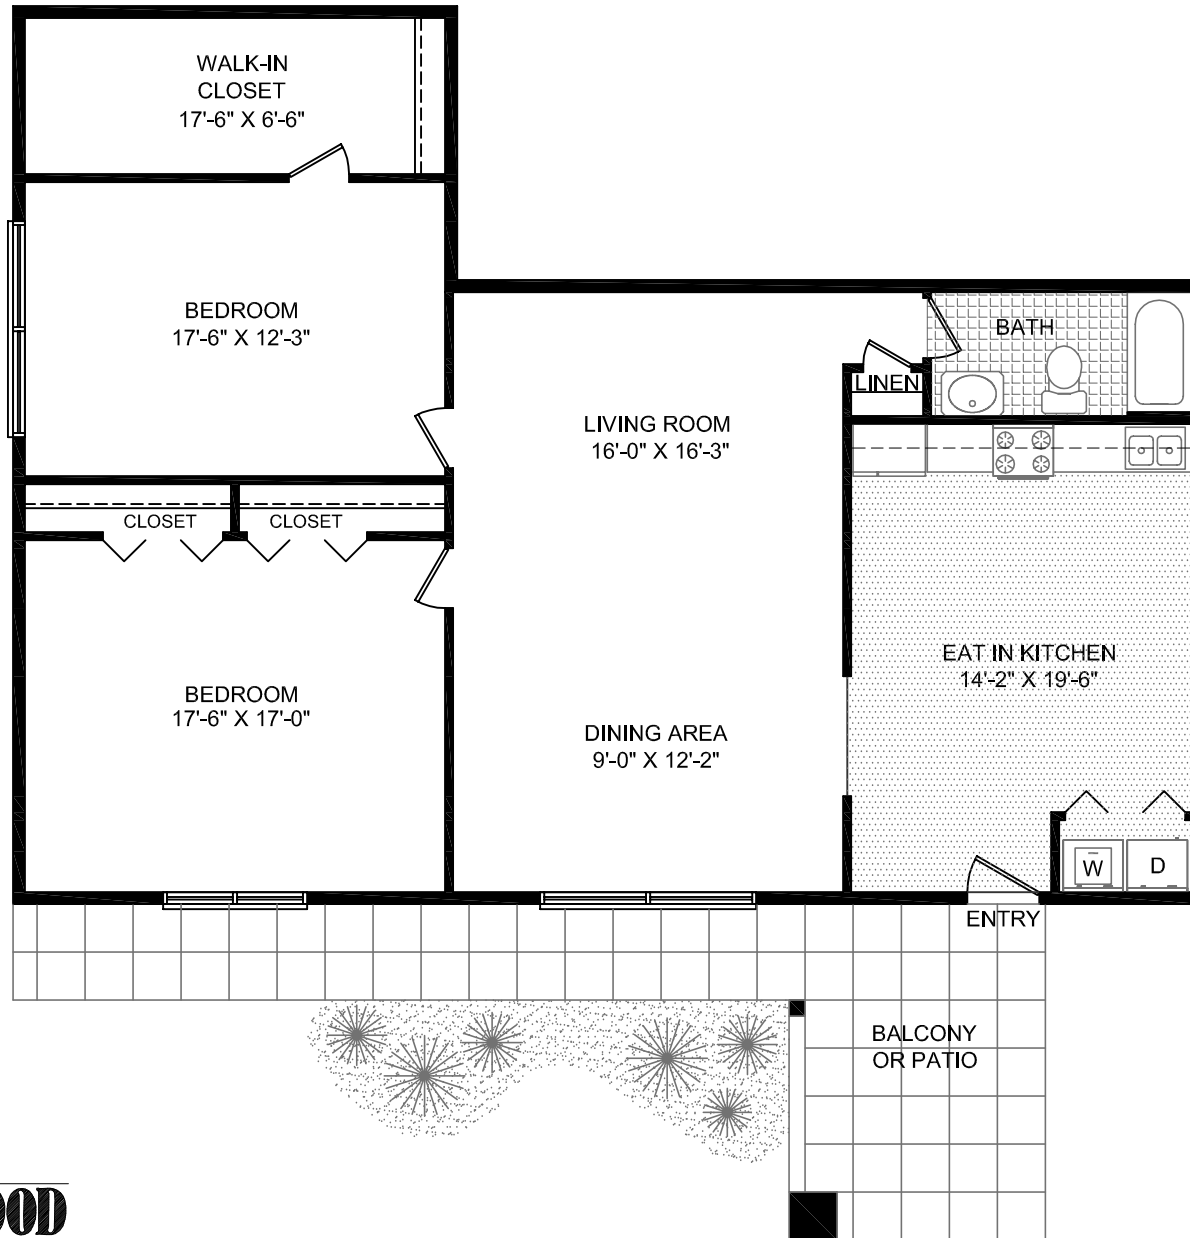 WALK-IN
CLOSET
17'-6" X 6'-6"
BEDROOM
17'-6" X 12'-3"
BATH
LINEN
LIVING ROOM
16'-0" X 16'-3"
CLOSET
CLOSET
EAT IN KITCHEN
14'-2" X 19'-6"
BEDROOM
17'-6" X 17'-0"
DINING AREA
9'-0" X 12'-2"
W
D
ENTRY
BALCONY
OR PATIO